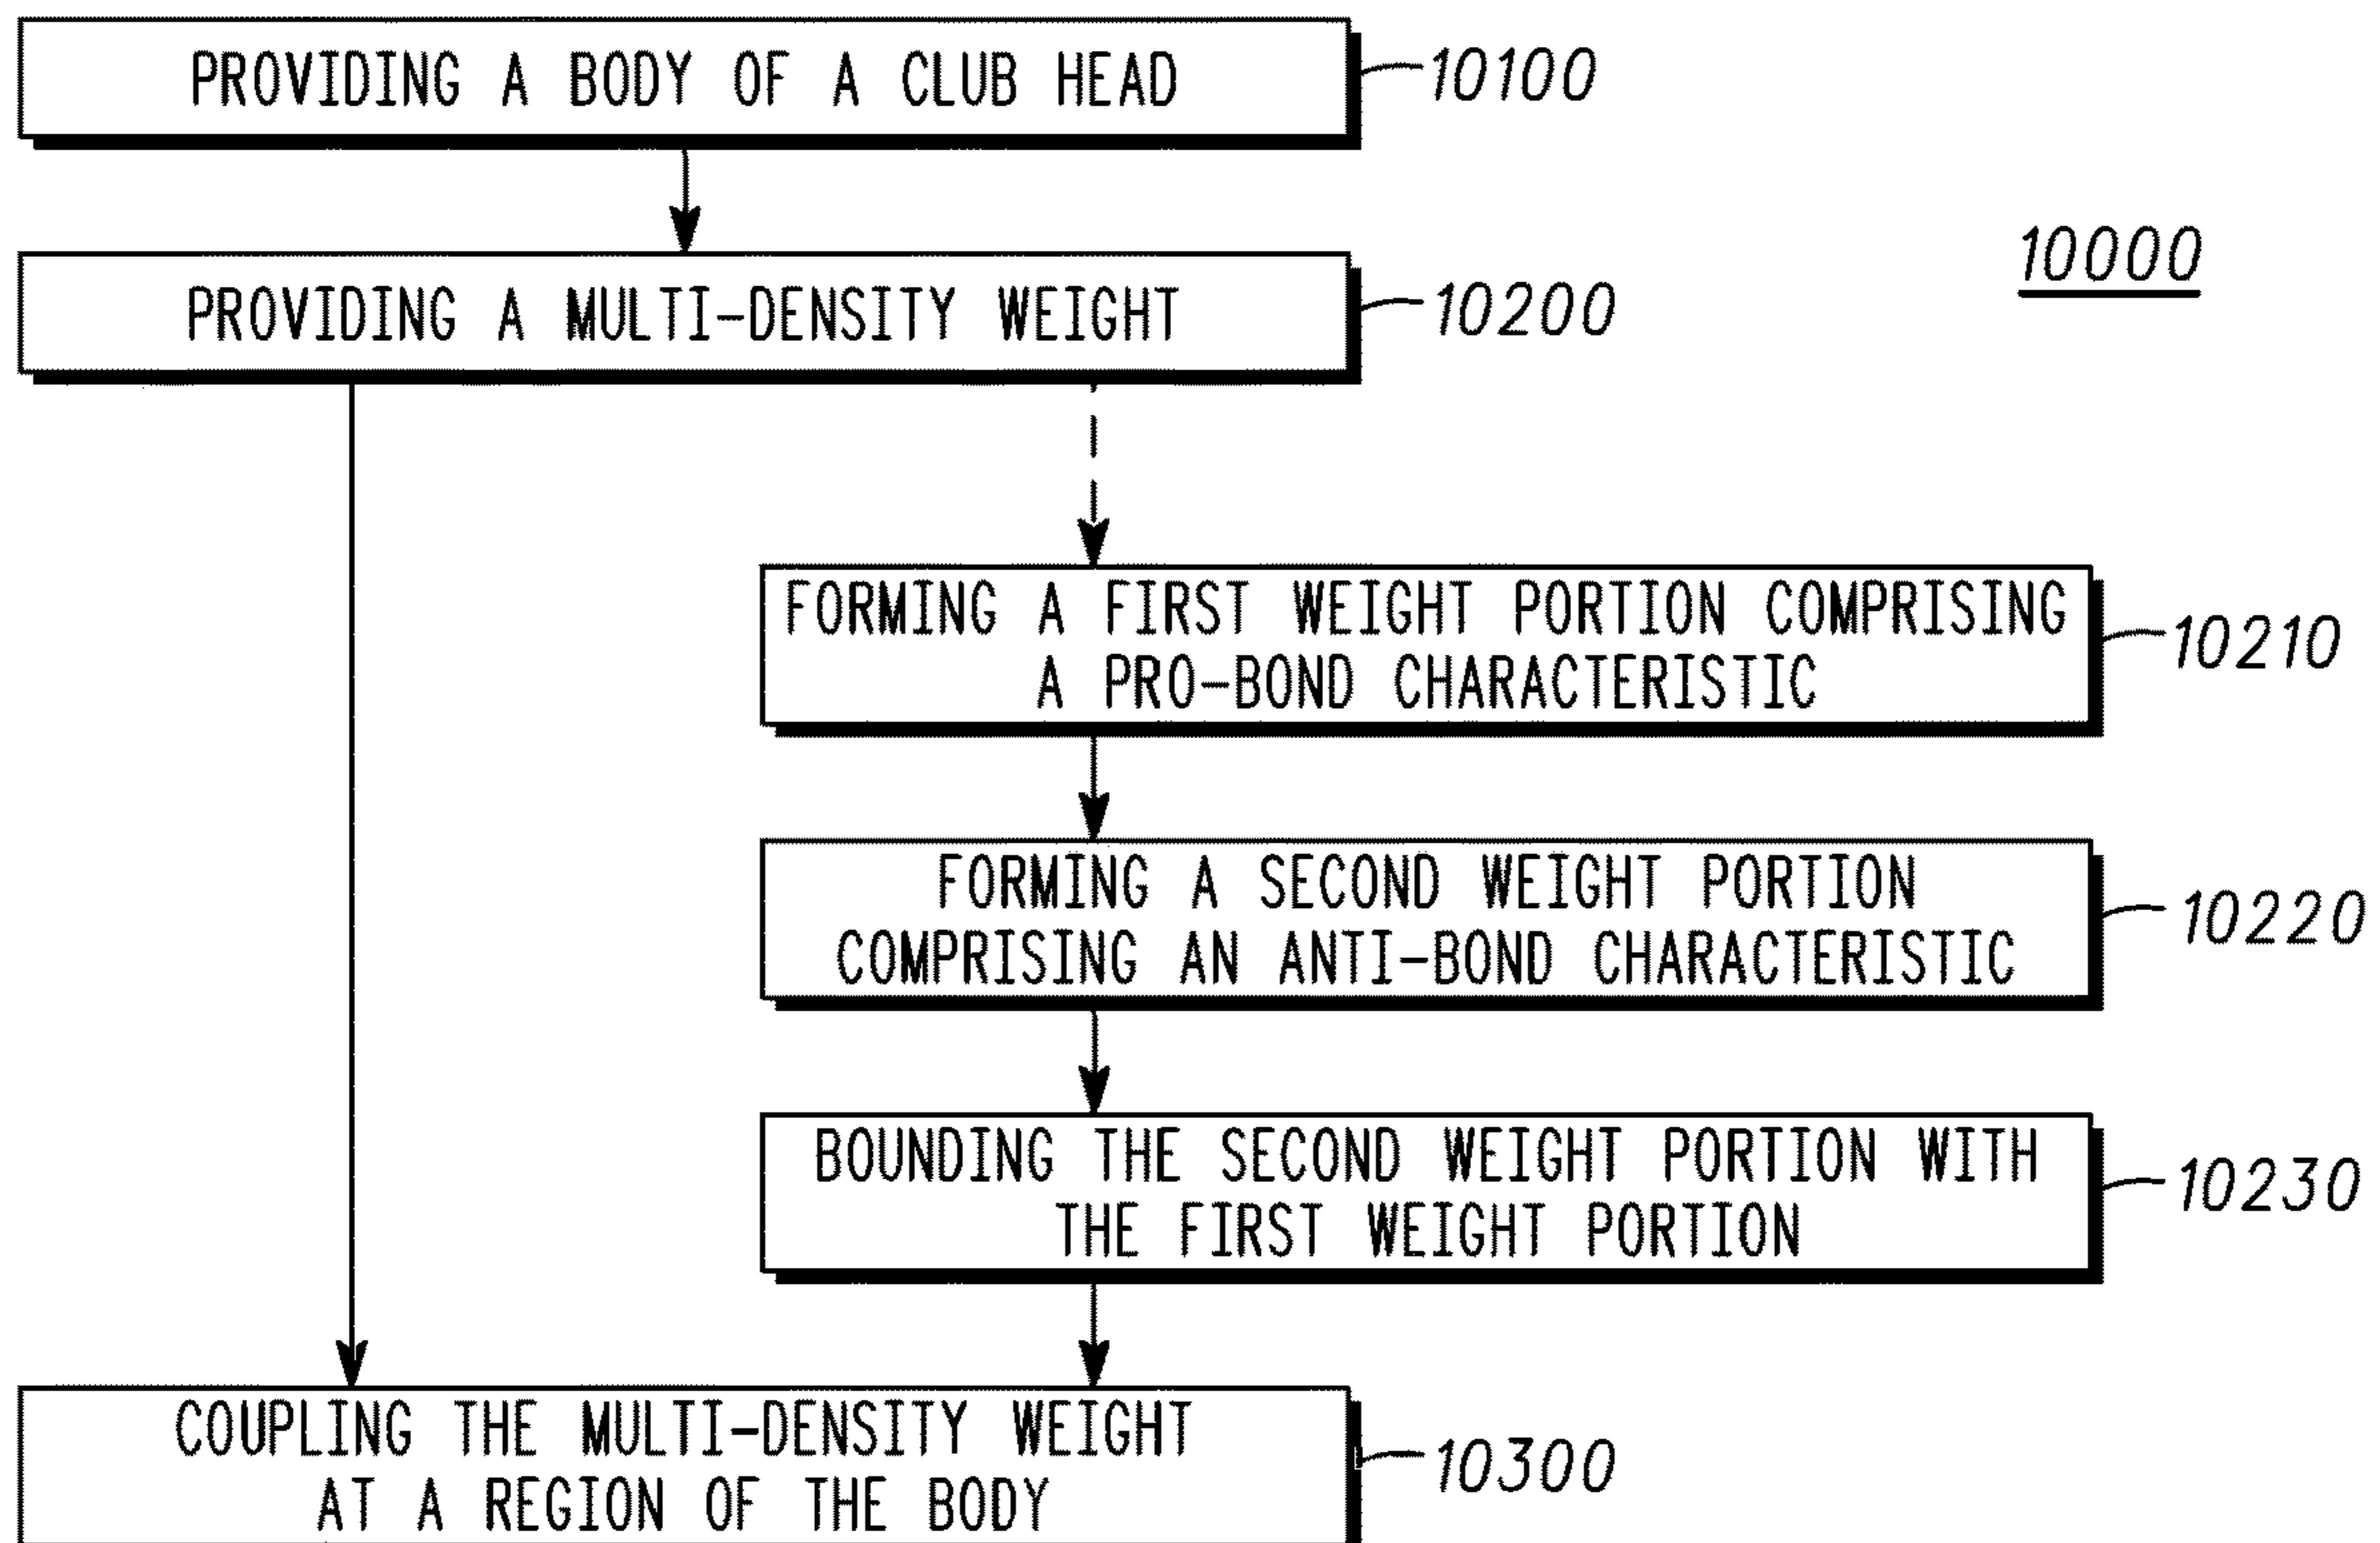 PROVIDING A BODY OF A CLUB HEAD
10100
PROVIDING A MULTI-DENSITY WEIGHT
10200
10000
FORMING A FIRST WEIGHT PORTION COMPRISING
A PRO-BOND CHARACTERISTIC
10210
FORMING A SECOND WEIGHT PORTION
COMPRISING AN ANTI-BOND CHARACTERISTIC
10220
BOUNDING THE SECOND WEIGHT PORTION WITH
THE FIRST WEIGHT PORTION
10230
COUPLING THE MULTI-DENSITY WEIGHT
AT A REGION OF THE BODY
10300